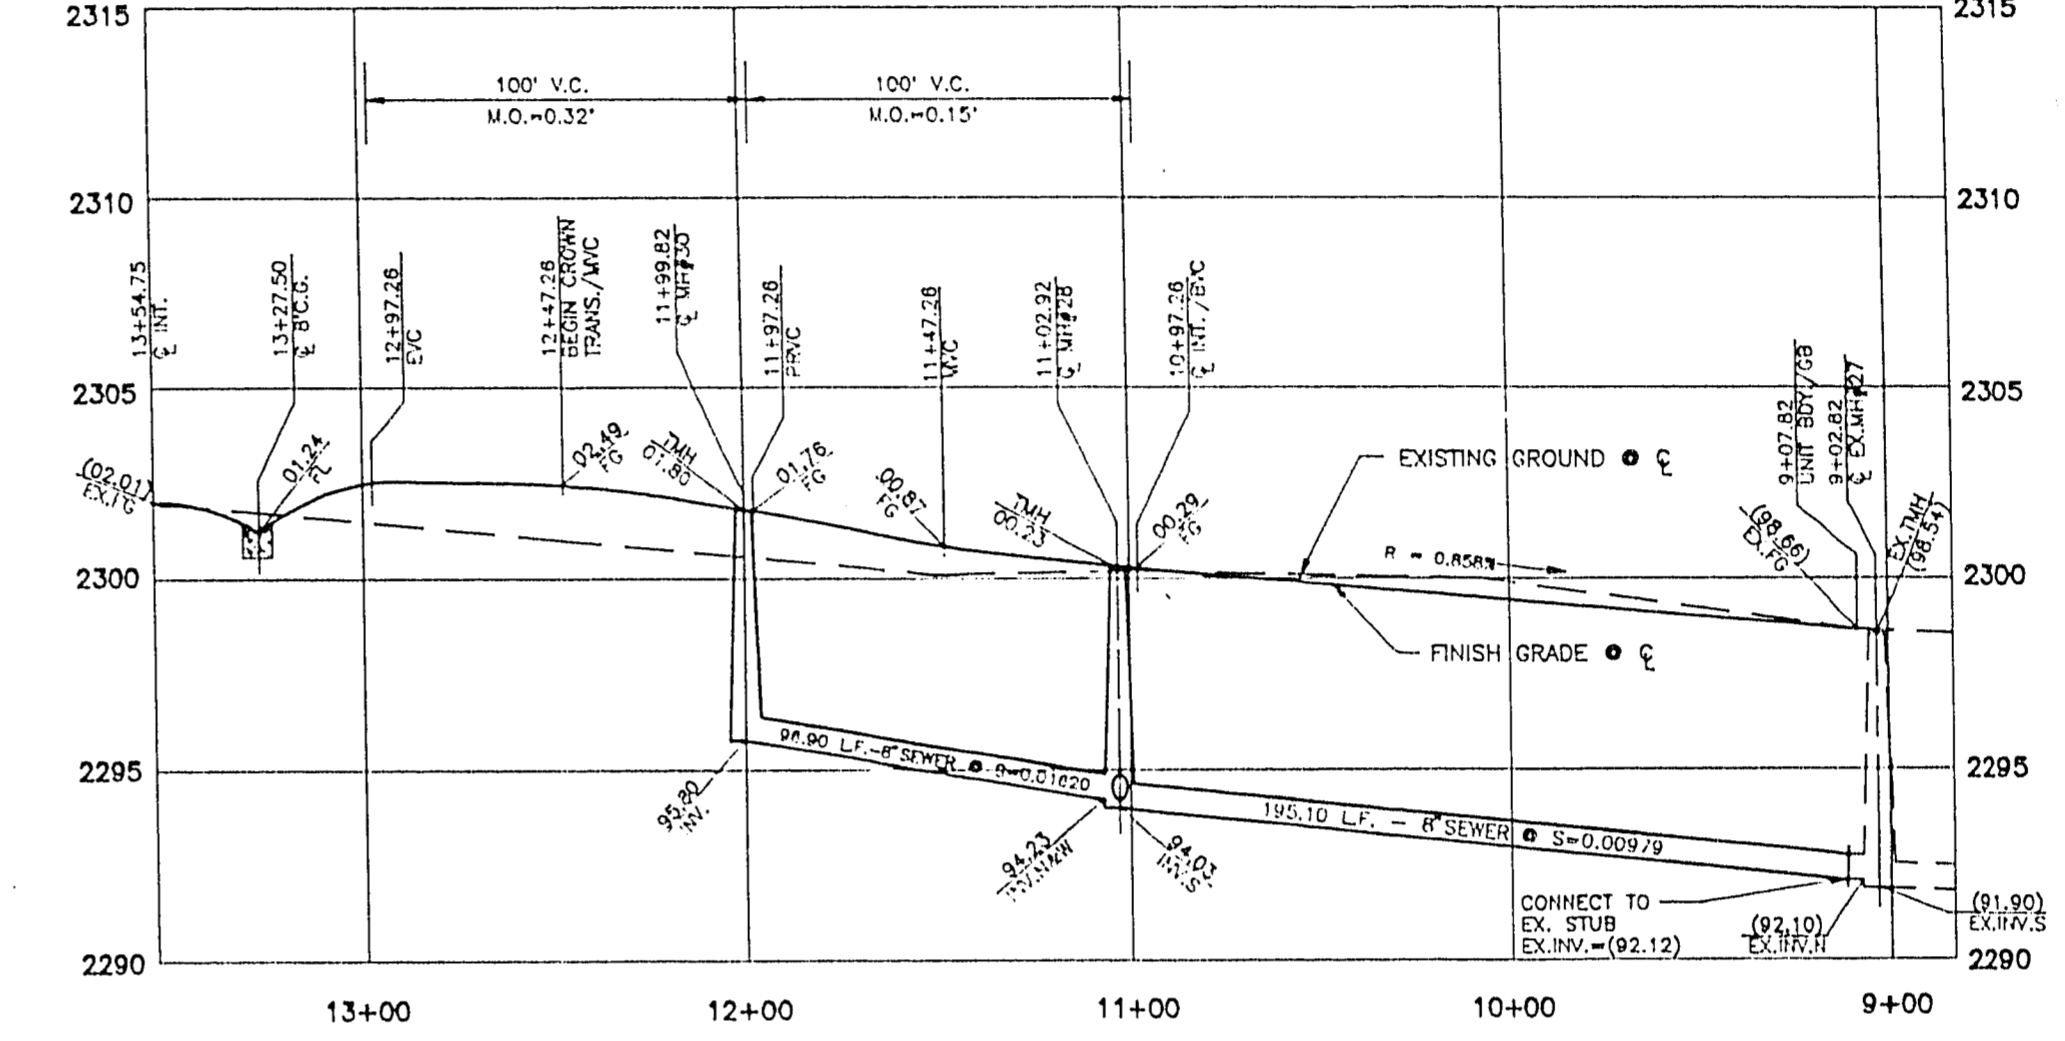 2315
2315
100' V.C.
M.O.=0.32'
100' V.C.
M.O.=0.15'
2310
2310
13+54.75
℄ INT.
13+27.50
℄ 8'C.G.
12+97.26
EVC
12+47.26
BEGIN CROWN
TRANS./MVC
11+99.82
℄ MH#30
11+97.26
PRVC
11+47.26
MVC
11+02.92
℄ MH#28
10+97.26
℄ INT./BVC
9+07.82
UNIT BDY./GB
9+02.82
℄ EX.MH#27
2305
2305
(02.01)
EX.FG
01.24
FL
02.49
FG
TMH
01.80
01.76
FG
00.87
FG
TMH
00.23
00.29
FG
EXISTING GROUND @ ℄
R = 0.858%
(98.66)
EX.FG
EX.TMH
(98.54)
2300
2300
FINISH GRADE @ ℄
2295
2295
L.F.-8" SEWER @
195.10 L.F. - 8" SEWER @ S=0.00979
95.80
INV.
94.23
INV.N&W
94.03
INV.S
CONNECT TO
EX. STUB
EX.INV.=(92.12)
(92.10)
EX.INV.N
(91.90)
EX.INV.S
2290
2290
13+00
12+00
11+00
10+00
9+00